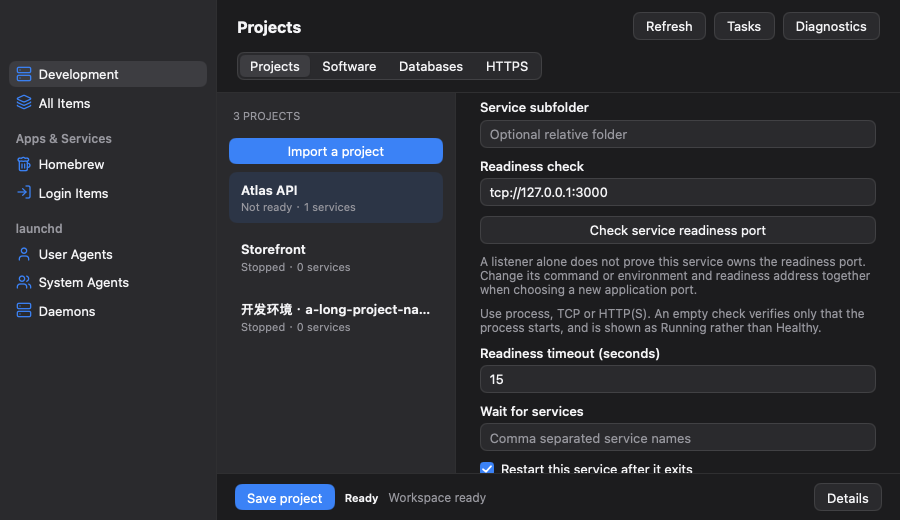 Projects
Refresh
Tasks
Diagnostics
Projects
Software
Databases
HTTPS
Development
All Items
Apps & Services
Homebrew
Login Items
launchd
User Agents
System Agents
Daemons
3 PROJECTS
Import a project
Atlas API
Not ready · 1 services
Storefront
Stopped · 0 services
开发环境 · a-long-project-na...
Stopped · 0 services
Service subfolder
Optional relative folder
Readiness check
tcp://127.0.0.1:3000
Check service readiness port
A listener alone does not prove this service owns the readiness port.
Change its command or environment and readiness address together
when choosing a new application port.
Use process, TCP or HTTP(S). An empty check verifies only that the
process starts, and is shown as Running rather than Healthy.
Readiness timeout (seconds)
15
Wait for services
Comma separated service names
Restart this service after it exits
Save project
Ready
Workspace ready
Details